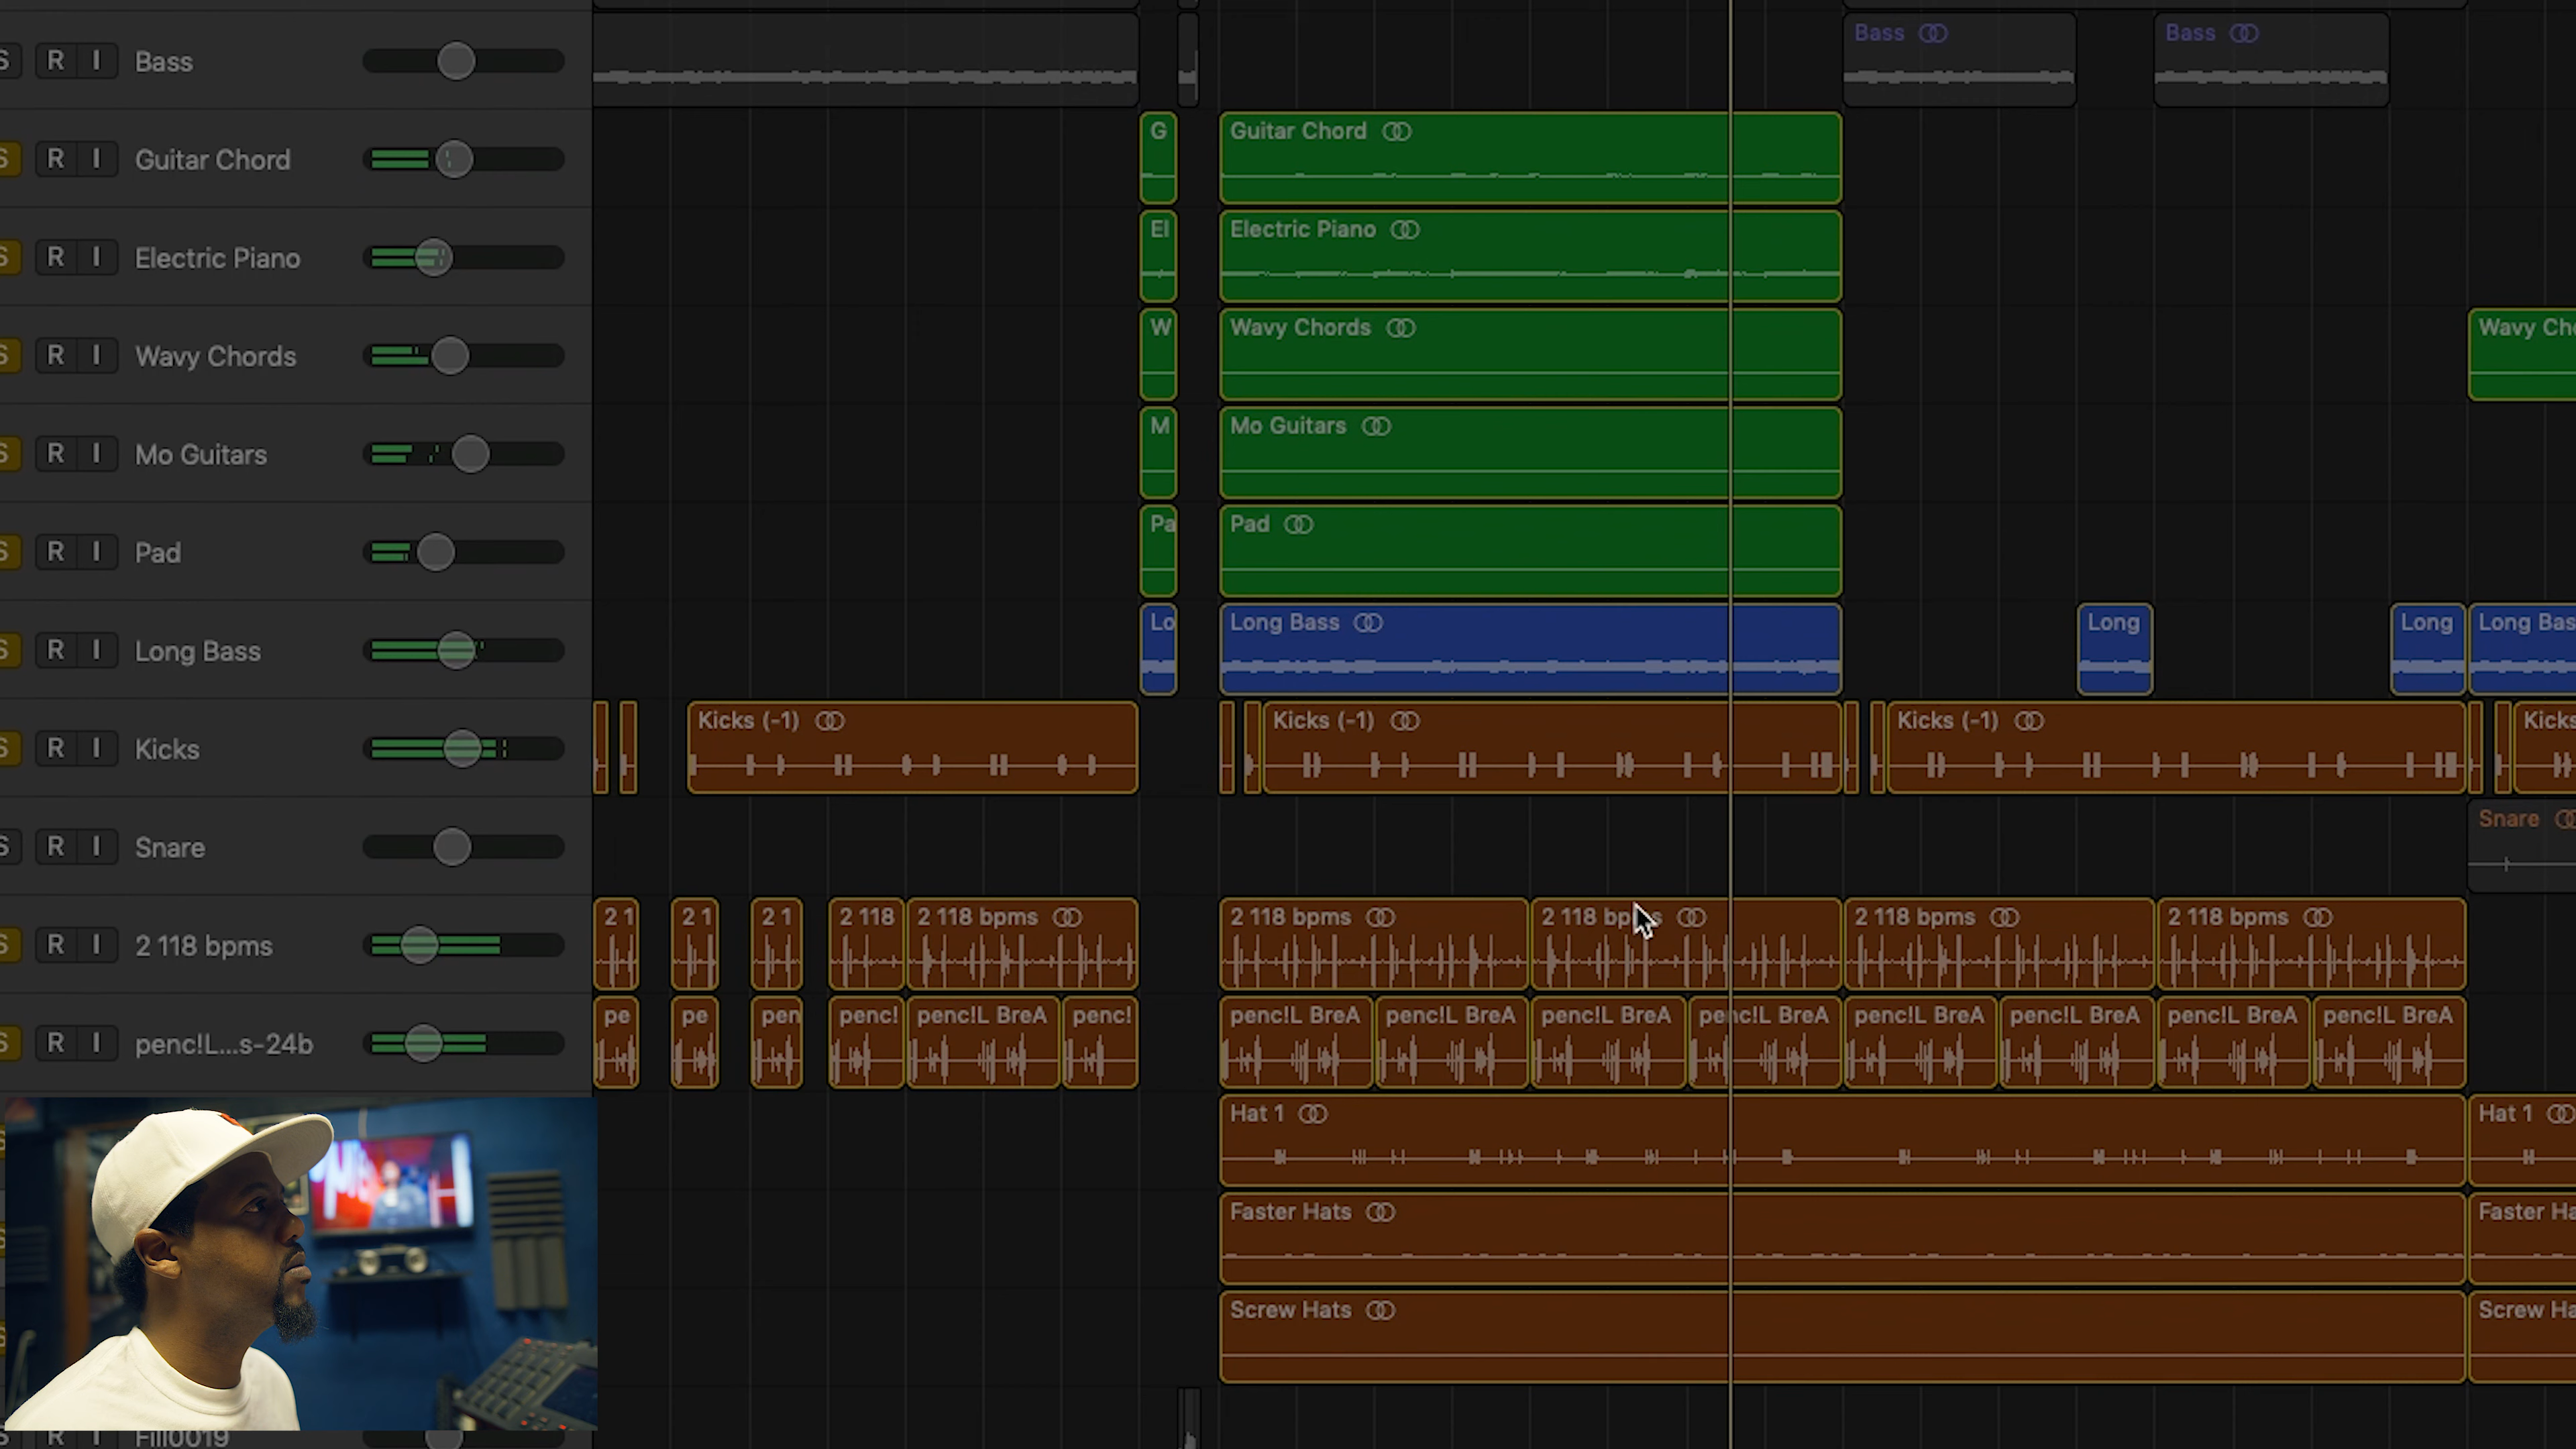 S R I Bass Bass Bass
S R I Guitar Chord G Guitar Chord
S R I Electric Piano El Electric Piano
S R I Wavy Chords W Wavy Chords Wavy Cho
S R I Mo Guitars M Mo Guitars
S R I Pad Pa Pad
S R I Long Bass Lo Long Bass Long Long Long Bas
S R I Kicks Kicks (-1) Kicks (-1) Kicks (-1) Kicks
S R I Snare Snare
S R I 2 118 bpms 2 1 2 1 2 1 2 118 2 118 bpms 2 118 bpms 2 118 bpms 2 118 bpms 2 118 bpms
S R I penc!L...s-24b pe pe pen penc! penc!L BreA penc! penc!L BreA penc!L BreA penc!L BreA penc!L BreA penc!L BreA penc!L BreA penc!L BreA penc!L BreA
Hat 1 Hat 1
Faster Hats Faster Ha
Screw Hats Screw Ha
S R I Fill0019